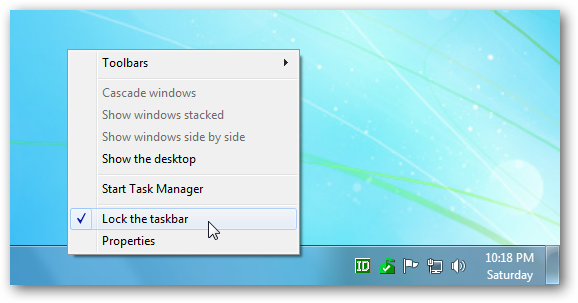 Toolbars
Cascade windows
Show windows stacked
Show windows side by side
Show the desktop
Start Task Manager
Lock the taskbar
Properties
ID
10:18 PM
Saturday